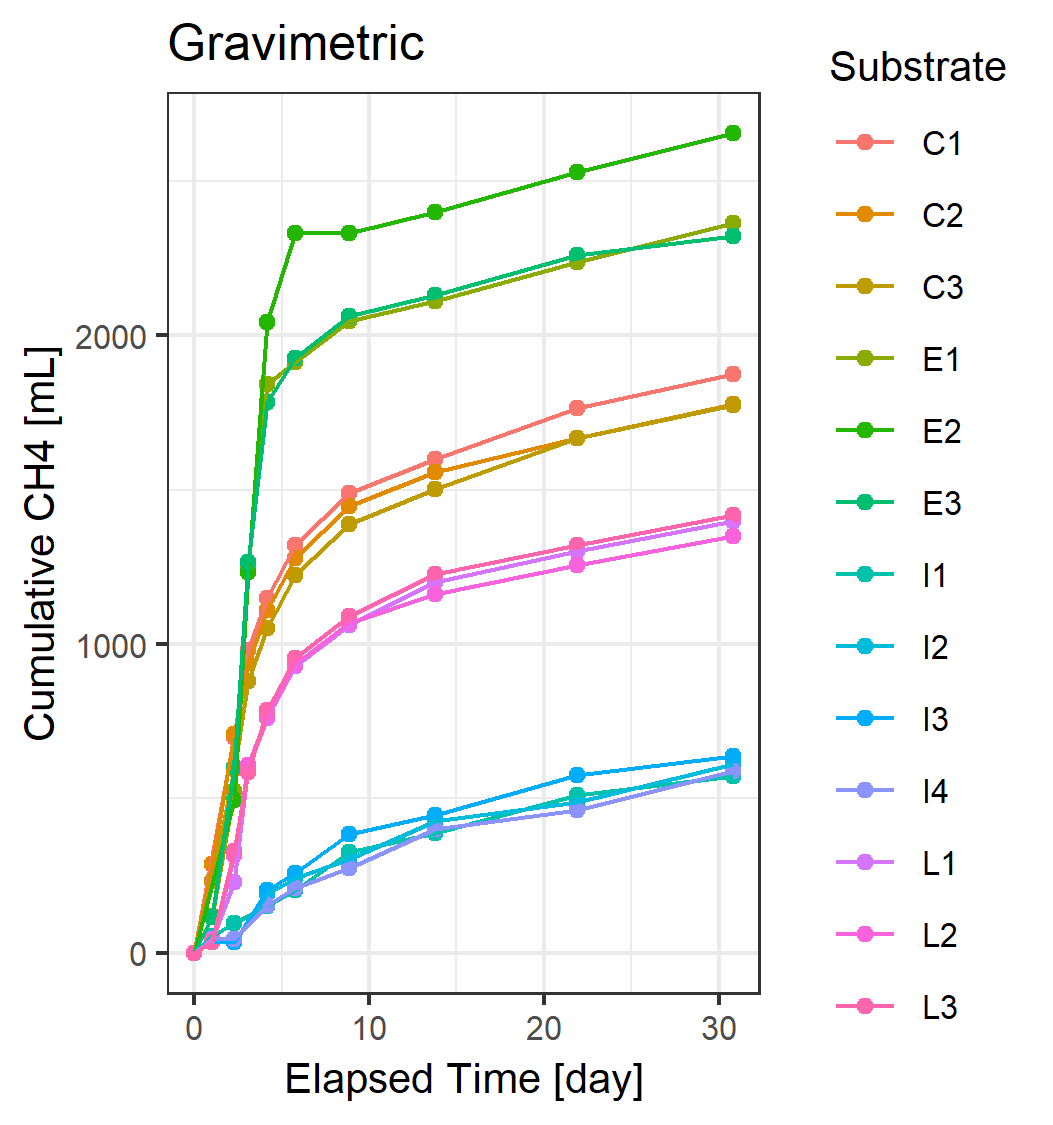 Gravimetric
Substrate
C1
C2
C3
E1
E2
E3
I1
I2
I3
I4
L1
L2
L3
Cumulative CH4 [mL]
2000
1000
0
0 10 20 30
Elapsed Time [day]